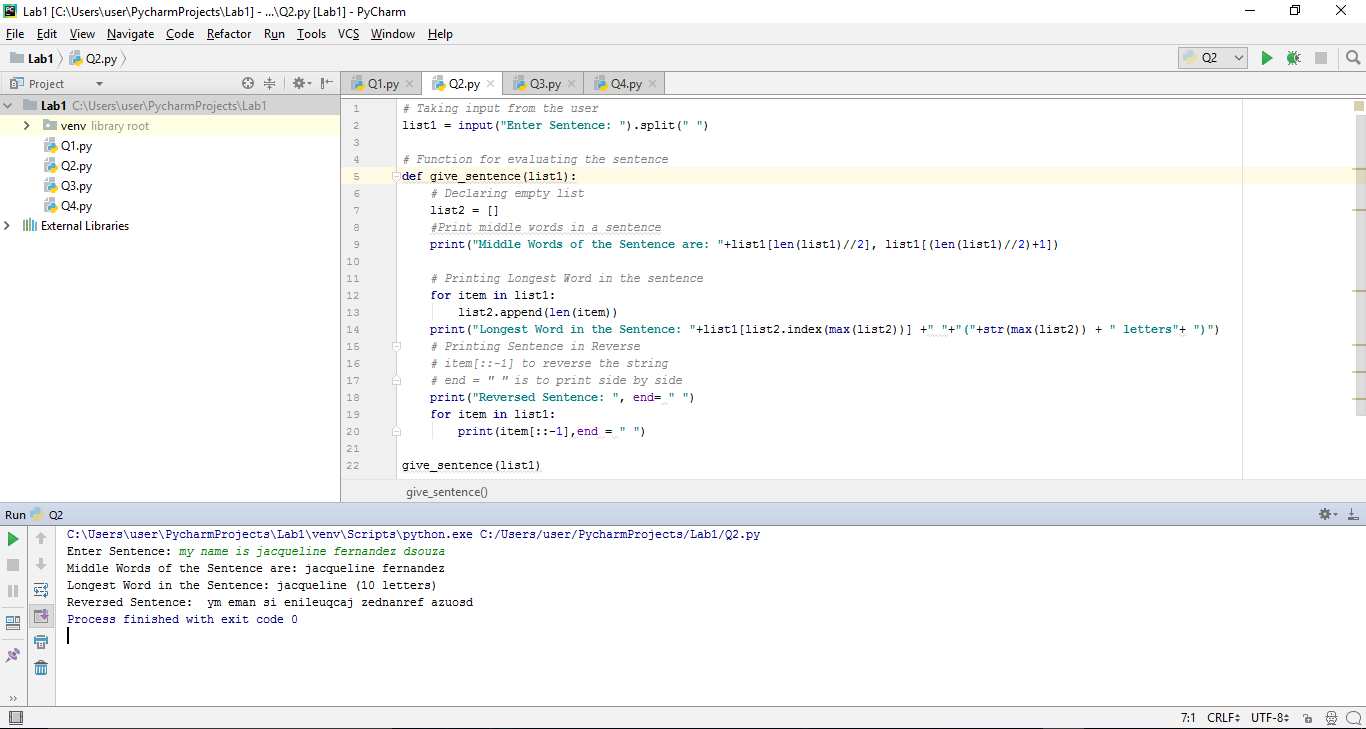 Lab1 [C:\Users\user\PycharmProjects\Lab1] - ...\Q2.py [Lab1] - PyCharm
File Edit View Navigate Code Refactor Run Tools VCS Window Help
Lab1 Q2.py Q2
Project Q1.py Q2.py Q3.py Q4.py
Lab1 C:\Users\user\PycharmProjects\Lab1
venv library root
Q1.py
Q2.py
Q3.py
Q4.py
External Libraries
1 # Taking input from the user
2 list1 = input("Enter Sentence: ").split(" ")
3
4 # Function for evaluating the sentence
5 def give_sentence(list1):
6     # Declaring empty list
7     list2 = []
8     #Print middle words in a sentence
9     print("Middle Words of the Sentence are: "+list1[len(list1)//2], list1[(len(list1)//2)+1])
10
11     # Printing Longest Word in the sentence
12     for item in list1:
13         list2.append(len(item))
14     print("Longest Word in the Sentence: "+list1[list2.index(max(list2))] +" "+"("+str(max(list2)) + " letters"+ ")")
15     # Printing Sentence in Reverse
16     # item[::-1] to reverse the string
17     # end = " " is to print side by side
18     print("Reversed Sentence: ", end= " ")
19     for item in list1:
20         print(item[::-1],end = " ")
21
22 give_sentence(list1)
give_sentence()
Run Q2
C:\Users\user\PycharmProjects\Lab1\venv\Scripts\python.exe C:/Users/user/PycharmProjects/Lab1/Q2.py
Enter Sentence: my name is jacqueline fernandez dsouza
Middle Words of the Sentence are: jacqueline fernandez
Longest Word in the Sentence: jacqueline (10 letters)
Reversed Sentence:  ym eman si enileuqcaj zednanref azuosd
Process finished with exit code 0
7:1 CRLF UTF-8